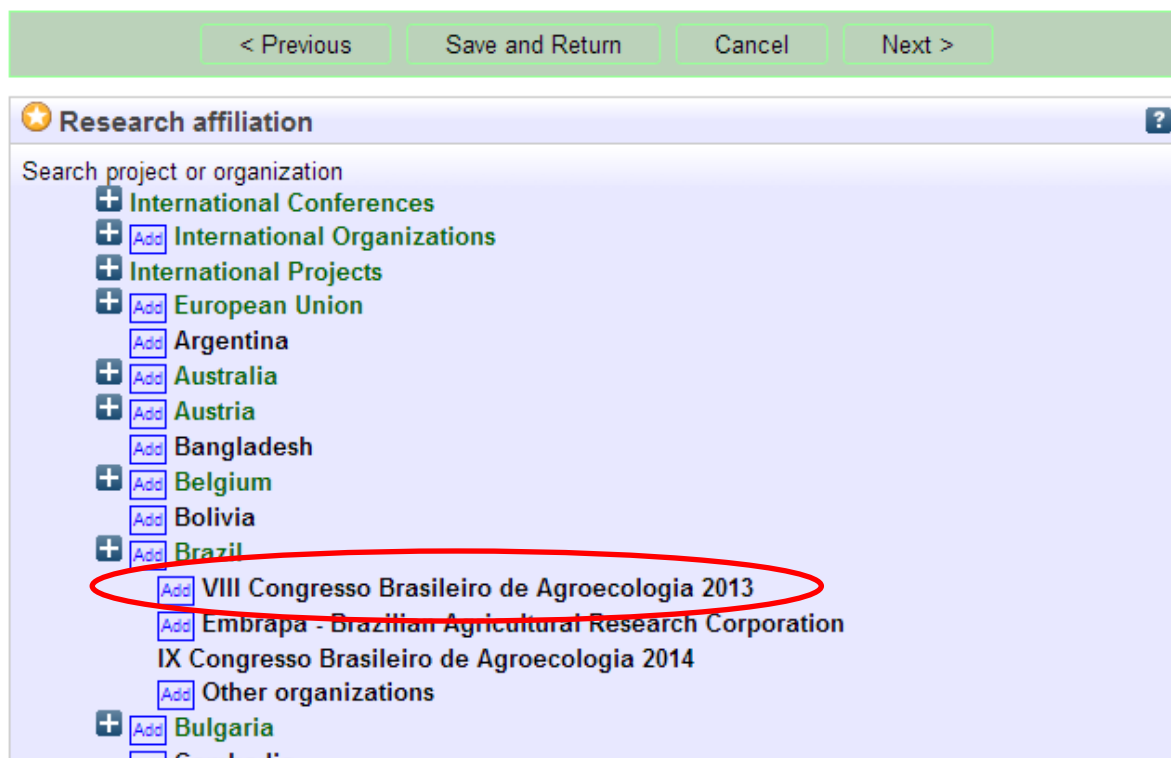 < Previous Save and Return Cancel Next >
Research affiliation ?
Search project or organization
International Conferences
Add International Organizations
International Projects
Add European Union
Add Argentina
Add Australia
Add Austria
Add Bangladesh
Add Belgium
Add Bolivia
Add Brazil
Add VIII Congresso Brasileiro de Agroecologia 2013
Add Embrapa - Brazilian Agricultural Research Corporation
IX Congresso Brasileiro de Agroecologia 2014
Add Other organizations
Add Bulgaria